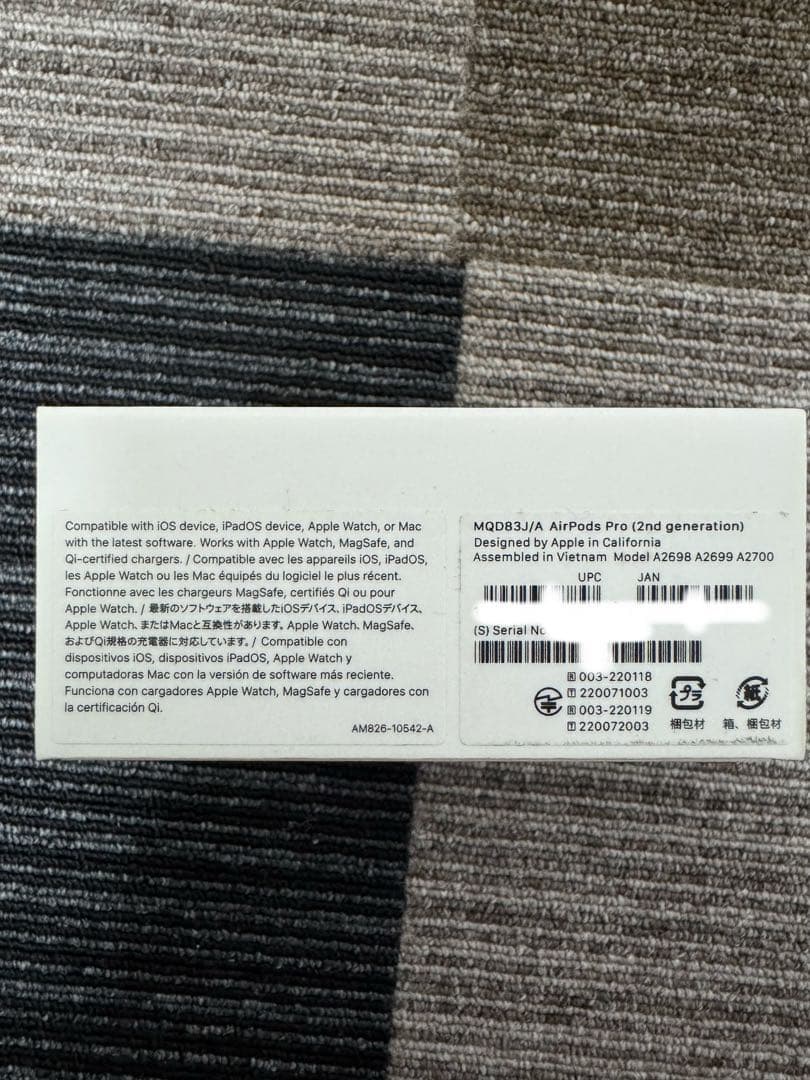 Compatible with iOS device, iPadOS device, Apple Watch, or Mac
with the latest software. Works with Apple Watch, MagSafe, and
Qi-certified chargers. / Compatible avec les appareils iOS, iPadOS,
les Apple Watch ou les Mac équipés du logiciel le plus récent.
Fonctionne avec les chargeurs MagSafe, certifiés Qi ou pour
Apple Watch. / 最新のソフトウェアを搭載したiOSデバイス、iPadOSデバイス、
Apple Watch、またはMacと互換性があります。Apple Watch、MagSafe、
およびQi規格の充電器に対応しています。/ Compatible con
dispositivos iOS, dispositivos iPadOS, Apple Watch y
computadoras Mac con la versión de software más reciente.
Funciona con cargadores Apple Watch, MagSafe y cargadores con
la certificación Qi.
AM826-10542-A
MQD83J/A AirPods Pro (2nd generation)
Designed by Apple in California
Assembled in Vietnam Model A2698 A2699 A2700
UPC JAN
(S) Serial No
R 003-220118
T 220071003
R 003-220119
T 220072003
プラ
梱包材
紙
箱、梱包材